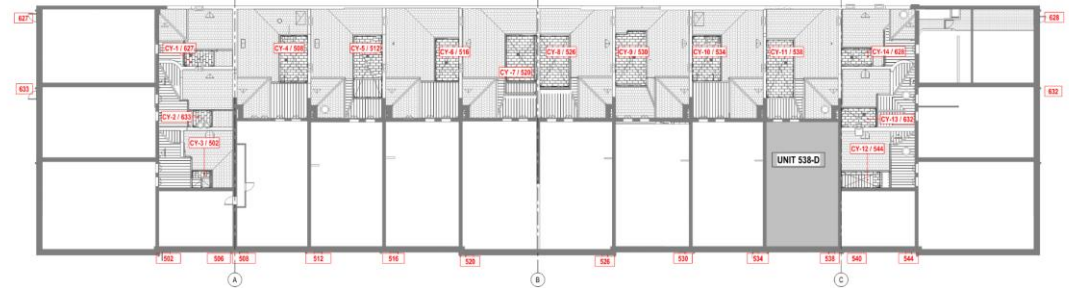 627
628
CY-1 / 627
CY-4 / 508
CY-5 / 512
CY-6 / 516
CY -7 / 520
CY-8 / 526
CY-9 / 530
CY-10 / 534
CY-11 / 538
CY-14 / 628
633
632
CY-2 / 633
CY-13 / 632
CY-3 / 502
CY-12 / 544
UNIT 538-D
502
506
508
512
516
520
526
530
534
538
540
544
A
B
C